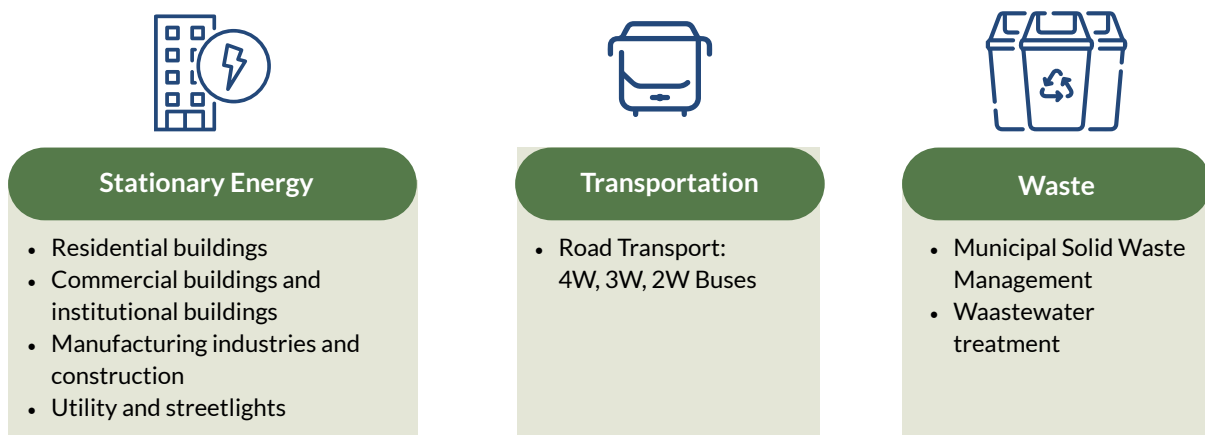 Stationary Energy
• Residential buildings
• Commercial buildings and
institutional buildings
• Manufacturing industries and
construction
• Utility and streetlights
Transportation
• Road Transport:
4W, 3W, 2W Buses
Waste
• Municipal Solid Waste
Management
• Waastewater
treatment